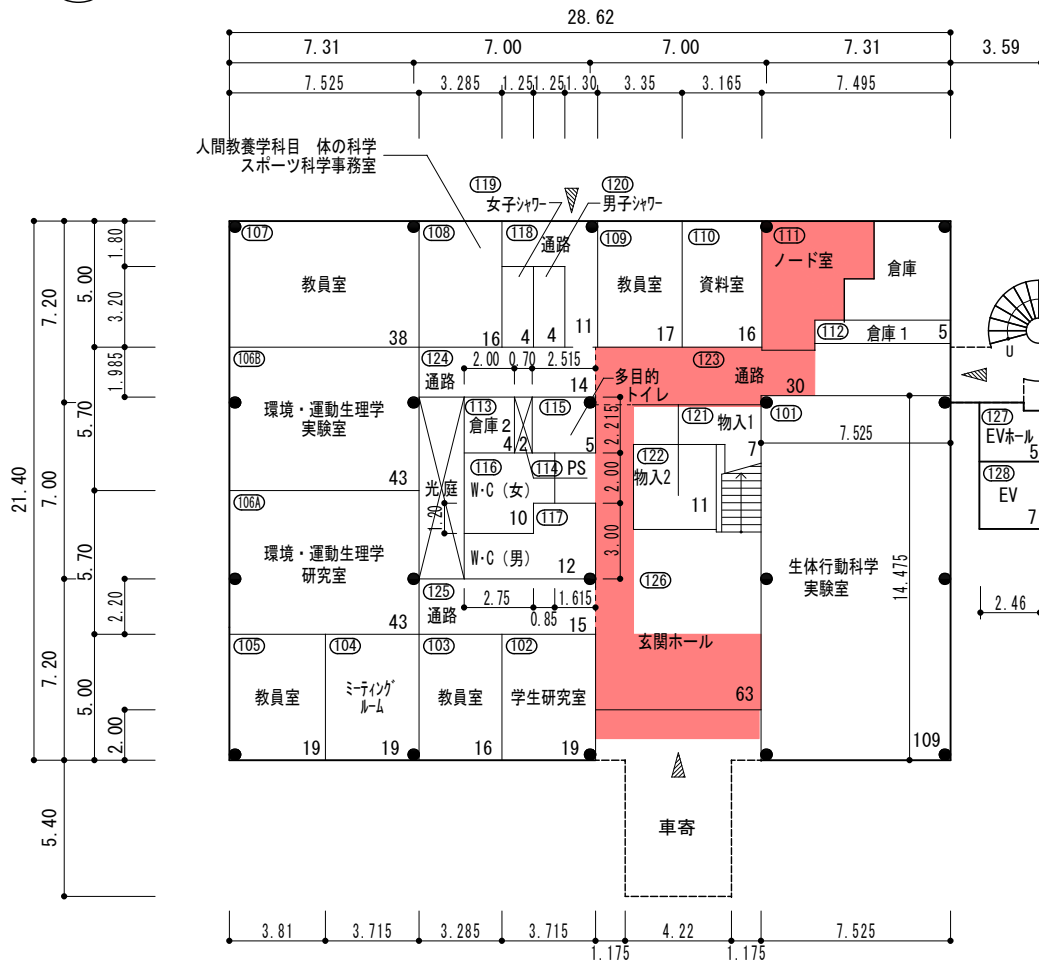 28.62
7.31 7.00 7.00 7.31 3.59
7.525 3.285 1.25 1.25 1.30 3.35 3.165 7.495
人間教養学科目 体の科学
スポーツ科学事務室
119
女子シャワー
120
男子シャワー
107
教員室
38
108
16
118
通路
4
4
11
109
教員室
17
110
資料室
16
111
ノード室
倉庫
112
倉庫1
5
U
106B
環境・運動生理学
実験室
43
124
通路
2.00 0.70 2.515
14
多目的
トイレ
123
通路
30
113
倉庫2
4
2
115
5
2.215
121
物入1
7
101
7.525
127
EVホール
5
128
EV
7
2.46
116
W・C(女)
10
114
PS
2.00
122
物入2
11
光庭
1.20
117
W・C(男)
12
3.00
106A
環境・運動生理学
研究室
43
125
通路
2.75 0.85 1.615
15
126
玄関ホール
63
生体行動科学
実験室
14.475
109
105
教員室
19
104
ミーティング
ルーム
19
103
教員室
16
102
学生研究室
19
車寄
21.40
7.20
7.00
7.20
5.40
5.00
5.70
5.70
5.00
1.80
3.20
1.985
2.20
2.00
3.81 3.715 3.285 3.715 1.175 4.22 1.175 7.525